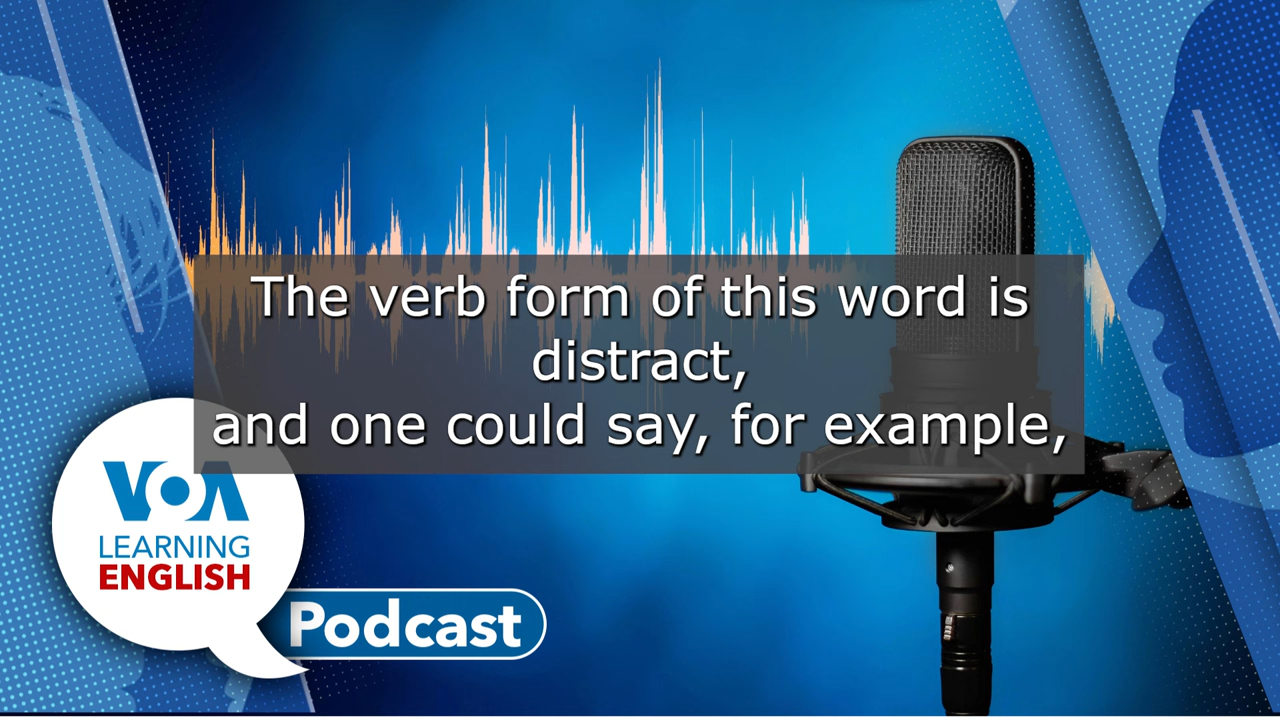 The verb form of this word is
distract,
and one could say, for example,
VOA
LEARNING
ENGLISH
Podcast